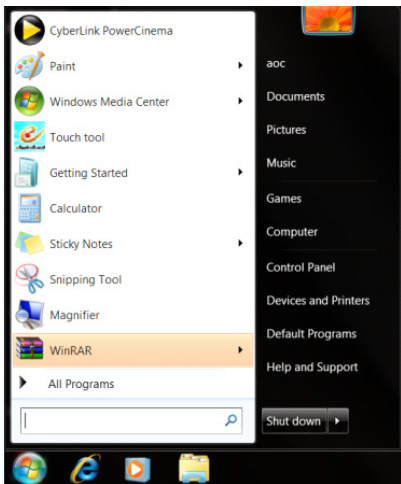 CyberLink PowerCinema
Paint
Windows Media Center
Touch tool
Getting Started
Calculator
Sticky Notes
Snipping Tool
Magnifier
WinRAR
All Programs
aoc
Documents
Pictures
Music
Games
Computer
Control Panel
Devices and Printers
Default Programs
Help and Support
Shut down